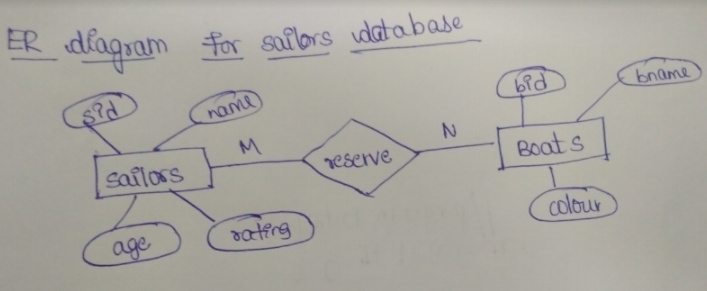 ER diagram for sailors database
sid
name
bid
bname
M
N
sailors
reserve
Boats
age
rating
colour